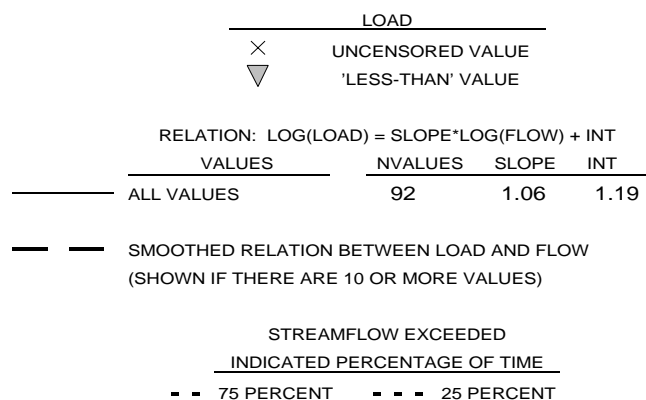 LOAD
UNCENSORED VALUE
'LESS-THAN' VALUE
RELATION: LOG(LOAD) = SLOPE*LOG(FLOW) + INT
VALUES NVALUES SLOPE INT
ALL VALUES 92 1.06 1.19
SMOOTHED RELATION BETWEEN LOAD AND FLOW
(SHOWN IF THERE ARE 10 OR MORE VALUES)
STREAMFLOW EXCEEDED
INDICATED PERCENTAGE OF TIME
75 PERCENT 25 PERCENT